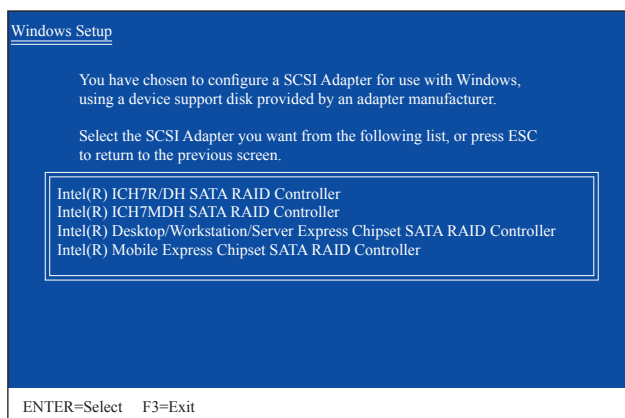 Windows Setup
You have chosen to configure a SCSI Adapter for use with Windows,
using a device support disk provided by an adapter manufacturer.
Select the SCSI Adapter you want from the following list, or press ESC
to return to the previous screen.
Intel(R) ICH7R/DH SATA RAID Controller
Intel(R) ICH7MDH SATA RAID Controller
Intel(R) Desktop/Workstation/Server Express Chipset SATA RAID Controller
Intel(R) Mobile Express Chipset SATA RAID Controller
ENTER=Select F3=Exit